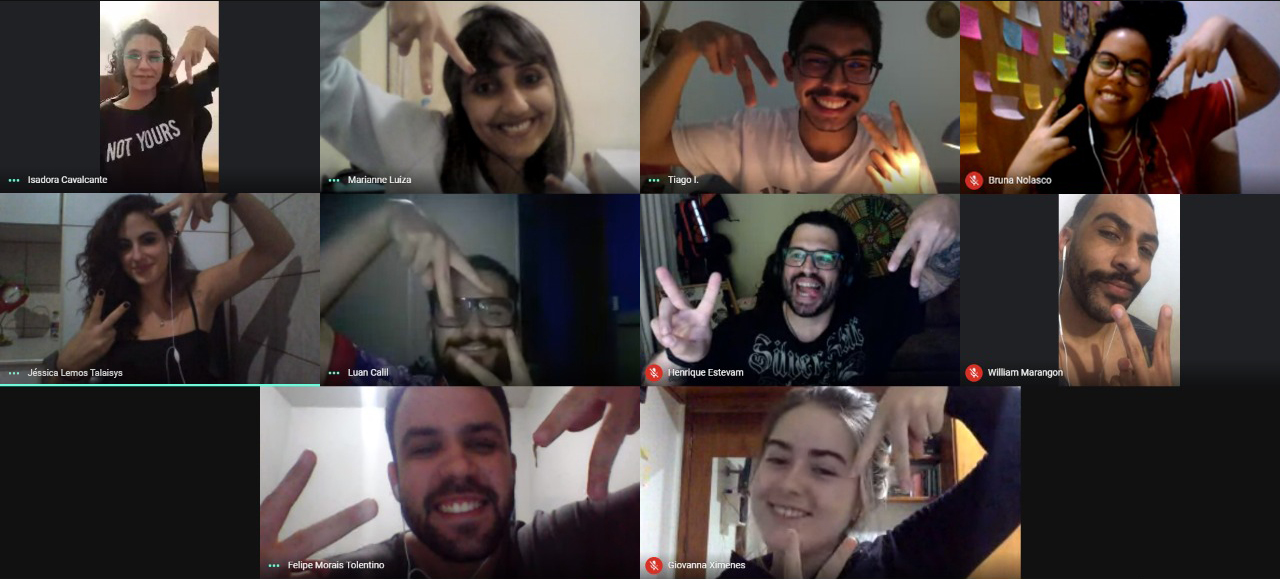 NOT YOURS
Isadora Cavalcante
Marianne Luiza
Tiago I.
Bruna Nolasco
Jéssica Lemos Talaisys
Luan Calil
Silver
Henrique Estevam
William Marangon
Felipe Morais Tolentino
Giovanna Ximenes